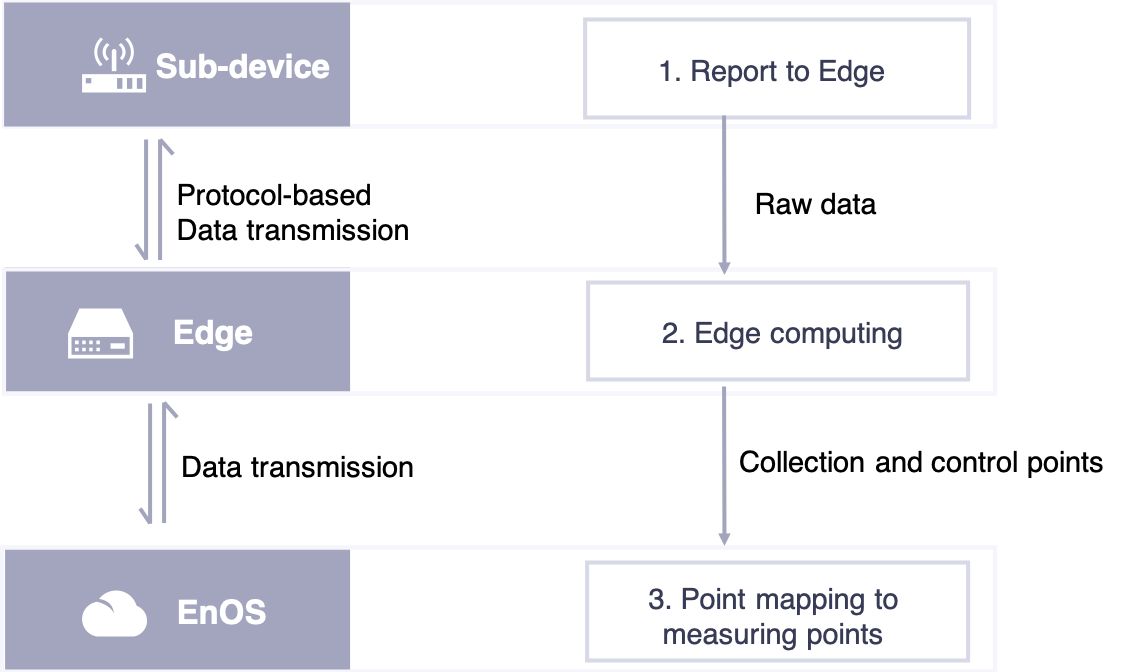 Sub-device
1. Report to Edge
Protocol-based
Data transmission
Raw data
Edge
2. Edge computing
Data transmission
Collection and control points
EnOS
3. Point mapping to
measuring points